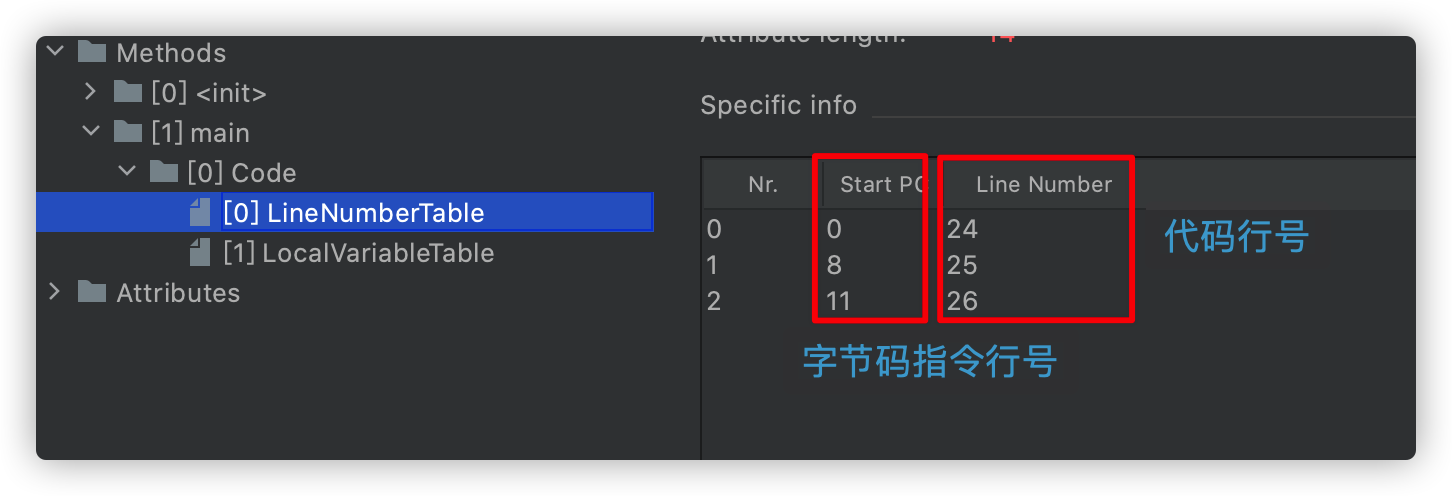 Methods
[0] <init>
[1] main
[0] Code
[0] LineNumberTable
[1] LocalVariableTable
Attributes
Attribute length: 14
Specific info
Nr. Start PC Line Number
0 0 24
1 8 25
2 11 26
代码行号
字节码指令行号